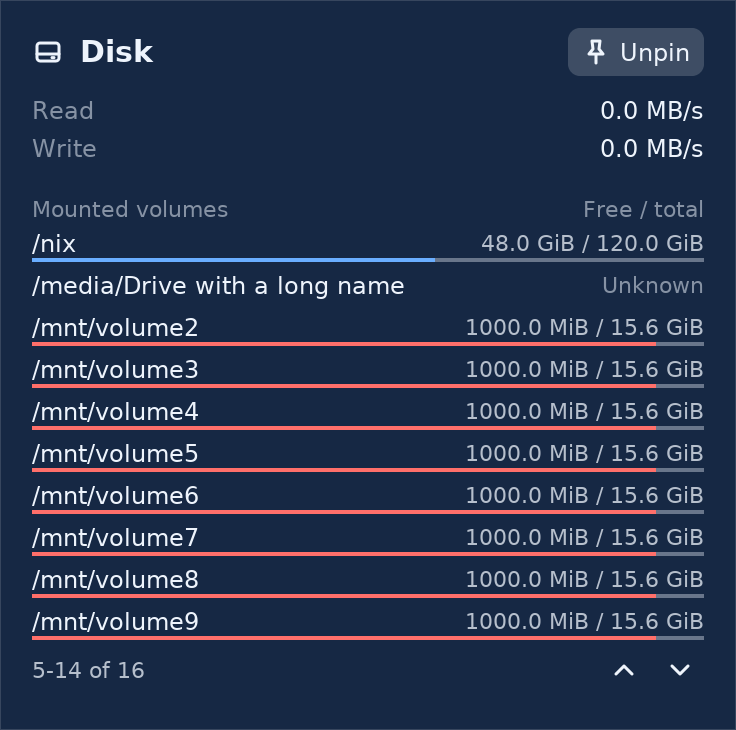 Disk
Unpin
Read 0.0 MB/s
Write 0.0 MB/s
Mounted volumes Free / total
/nix 48.0 GiB / 120.0 GiB
/media/Drive with a long name Unknown
/mnt/volume2 1000.0 MiB / 15.6 GiB
/mnt/volume3 1000.0 MiB / 15.6 GiB
/mnt/volume4 1000.0 MiB / 15.6 GiB
/mnt/volume5 1000.0 MiB / 15.6 GiB
/mnt/volume6 1000.0 MiB / 15.6 GiB
/mnt/volume7 1000.0 MiB / 15.6 GiB
/mnt/volume8 1000.0 MiB / 15.6 GiB
/mnt/volume9 1000.0 MiB / 15.6 GiB
5-14 of 16